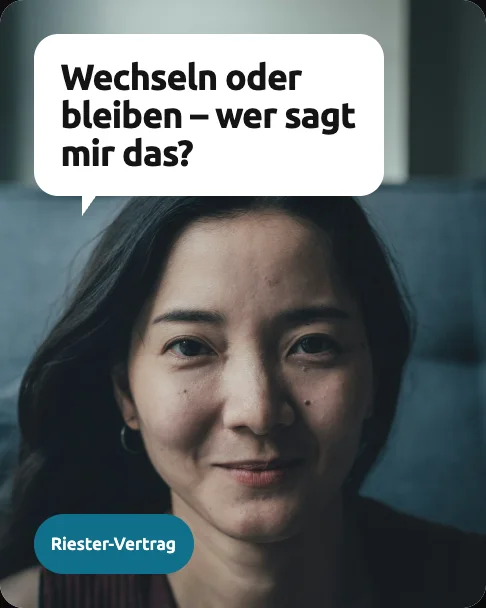 Wechseln oder
bleiben – wer sagt
mir das?
Riester-Vertrag